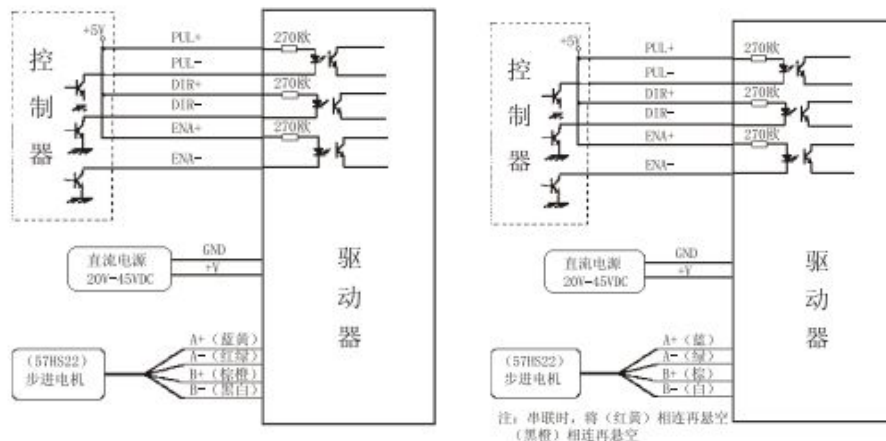 +5V
PUL+
270欧
PUL-
DIR+
270欧
DIR-
ENA+
270欧
ENA-
控制器
GND
+V
直流电源
20V-45VDC
驱动器
A+(蓝黄)
A-(红绿)
B+(棕橙)
B-(黑白)
(57HS22)
步进电机
+5V
PUL+
270欧
PUL-
DIR+
270欧
DIR-
ENA+
270欧
ENA-
控制器
GND
+V
直流电源
20V-45VDC
驱动器
A+(蓝)
A-(绿)
B+(棕)
B-(白)
(57HS22)
步进电机
注:串联时,将(红黄)相连再悬空
(黑橙)相连再悬空